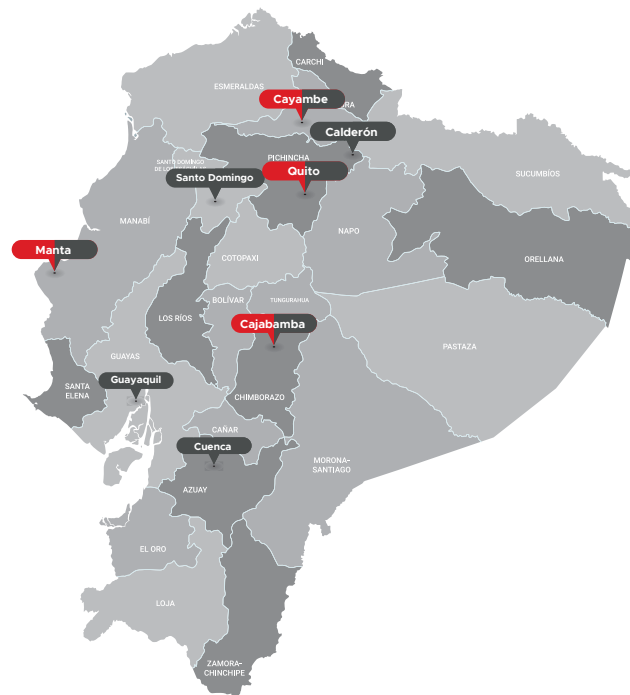 CARCHI
ESMERALDAS
Cayambe
Calderón
PICHINCHA
Quito
Santo Domingo
SUCUMBÍOS
MANABÍ
NAPO
Manta
COTOPAXI
ORELLANA
BOLÍVAR
TUNGURAHUA
LOS RÍOS
Cajabamba
PASTAZA
GUAYAS
Guayaquil
SANTA
ELENA
CHIMBORAZO
CAÑAR
Cuenca
MORONA-
SANTIAGO
AZUAY
EL ORO
LOJA
ZAMORA-
CHINCHIPE